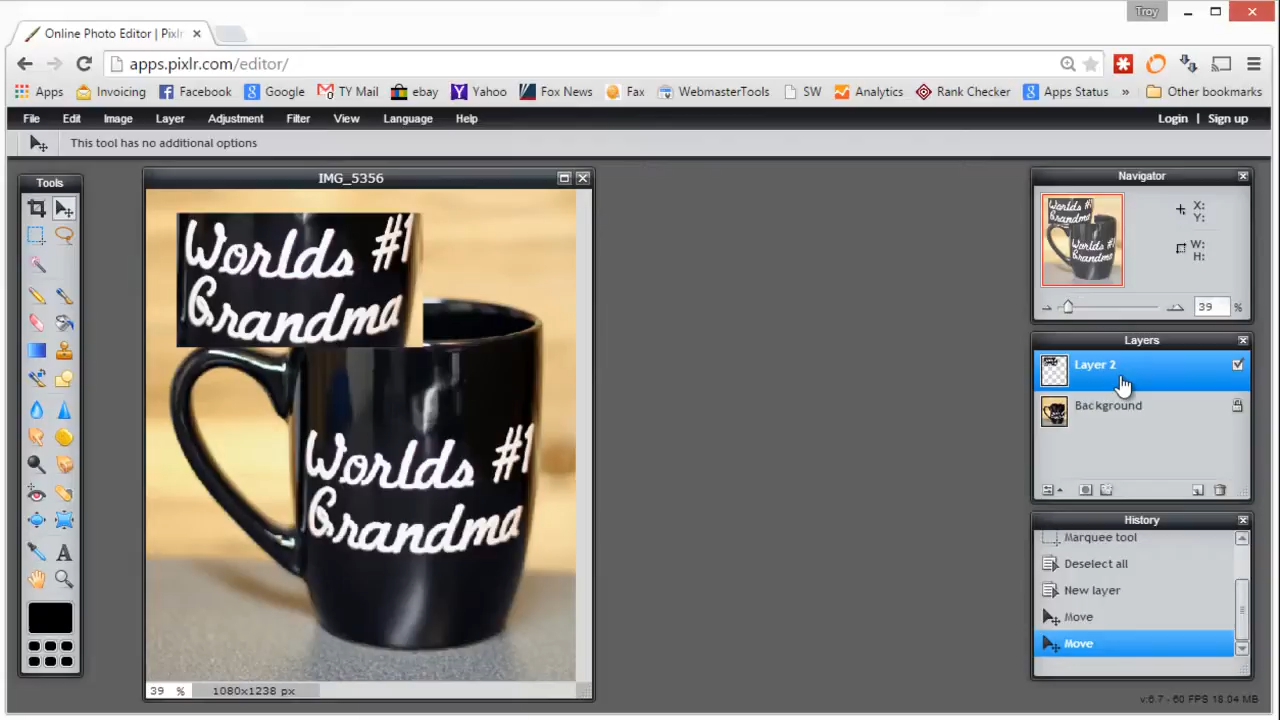 Troy
Online Photo Editor | Pixlr
apps.pixlr.com/editor/
Apps Invoicing Facebook Google TY Mail ebay Yahoo Fox News Fax WebmasterTools SW Analytics Rank Checker Apps Status » Other bookmarks
File Edit Image Layer Adjustment Filter View Language Help Login | Sign up
This tool has no additional options
Tools
IMG_5356
Worlds #1
Grandma
Worlds #1
Grandma
39 % 1080x1238 px
Navigator
X:
Y:
W:
H:
39 %
Layers
Layer 2
Background
History
Marquee tool
Deselect all
New layer
Move
Move
v:6.7 - 60 FPS 18.04 MB